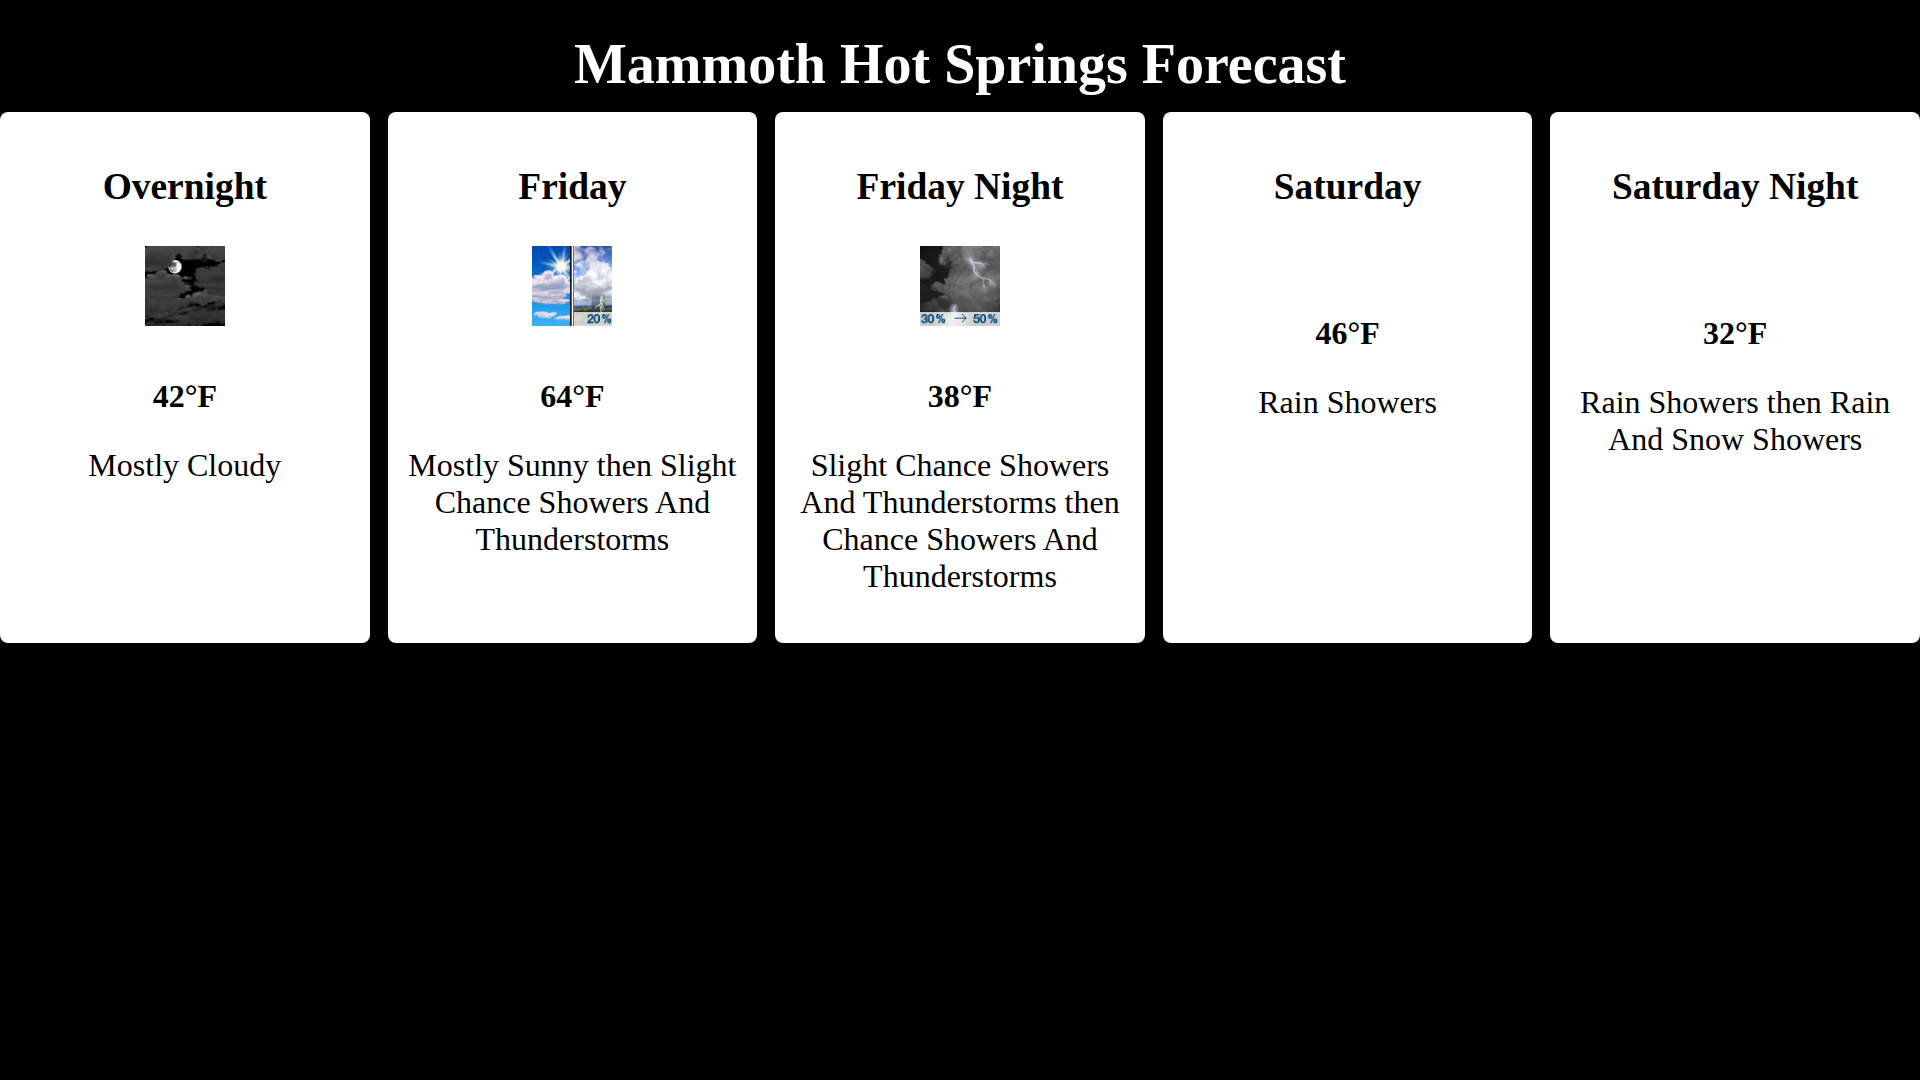 Mammoth Hot Springs Forecast
Overnight
42°F
Mostly Cloudy
Friday
20%
64°F
Mostly Sunny then Slight
Chance Showers And
Thunderstorms
Friday Night
30% → 50%
38°F
Slight Chance Showers
And Thunderstorms then
Chance Showers And
Thunderstorms
Saturday
46°F
Rain Showers
Saturday Night
32°F
Rain Showers then Rain
And Snow Showers